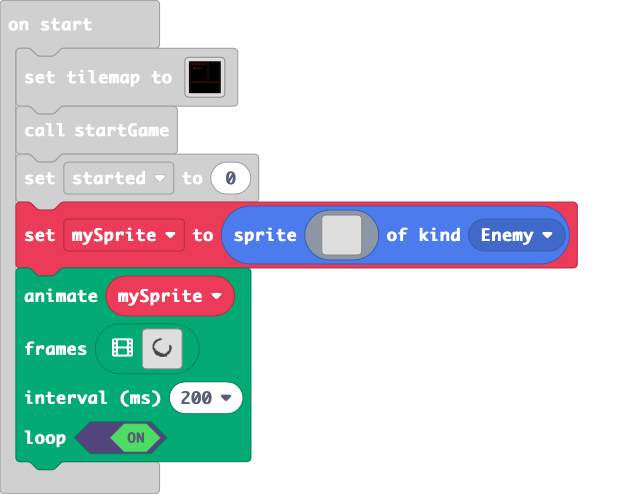 on start
set tilemap to
call startGame
set started to 0
set mySprite to sprite of kind Enemy
animate mySprite
frames
interval (ms) 200
loop ON